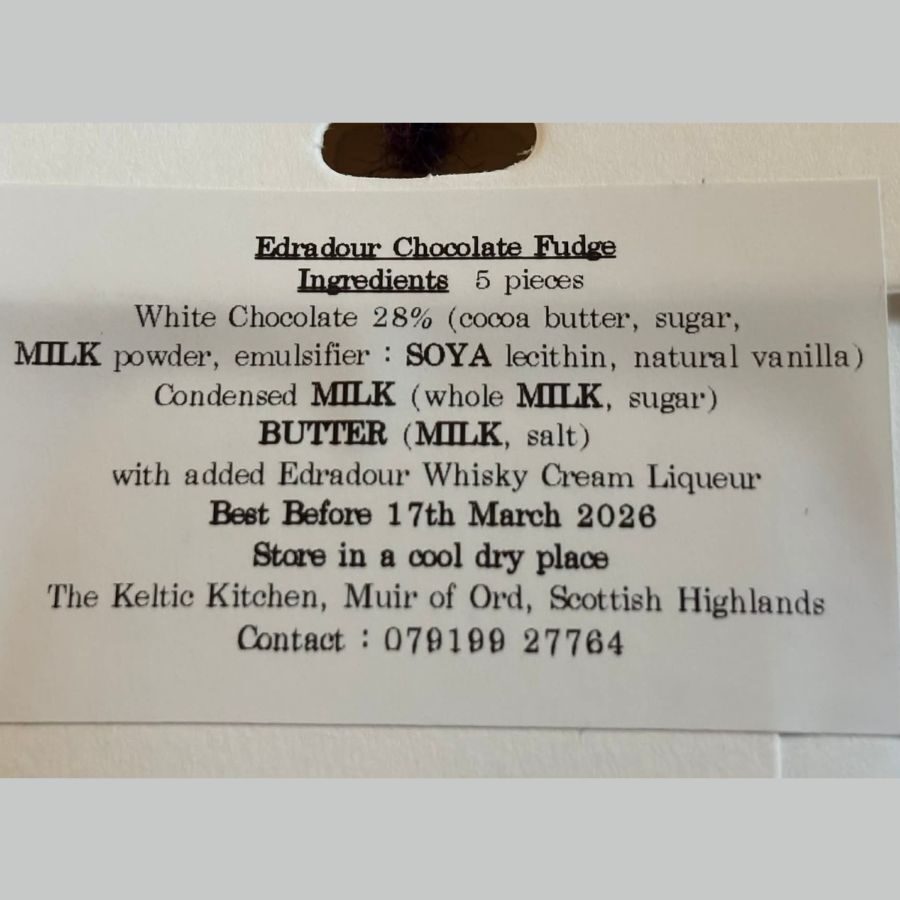 Edradour Chocolate Fudge
Ingredients 5 pieces
White Chocolate 28% (cocoa butter, sugar,
MILK powder, emulsifier : SOYA lecithin, natural vanilla)
Condensed MILK (whole MILK, sugar)
BUTTER (MILK, salt)
with added Edradour Whisky Cream Liqueur
Best Before 17th March 2026
Store in a cool dry place
The Keltic Kitchen, Muir of Ord, Scottish Highlands
Contact : 079199 27764